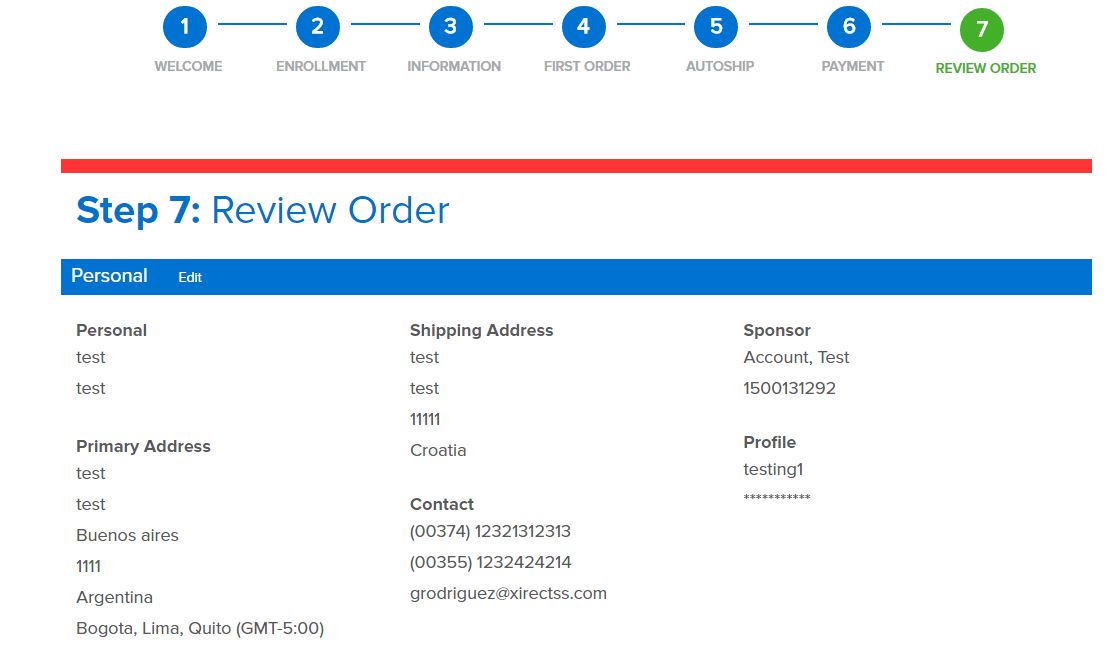 1 2 3 4 5 6 7
WELCOME ENROLLMENT INFORMATION FIRST ORDER AUTOSHIP PAYMENT REVIEW ORDER
Step 7: Review Order
Personal Edit
Personal
test
test
Primary Address
test
test
Buenos aires
1111
Argentina
Bogota, Lima, Quito (GMT-5:00)
Shipping Address
test
test
11111
Croatia
Contact
(00374) 12321312313
(00355) 1232424214
grodriguez@xirectss.com
Sponsor
Account, Test
1500131292
Profile
testing1
***********